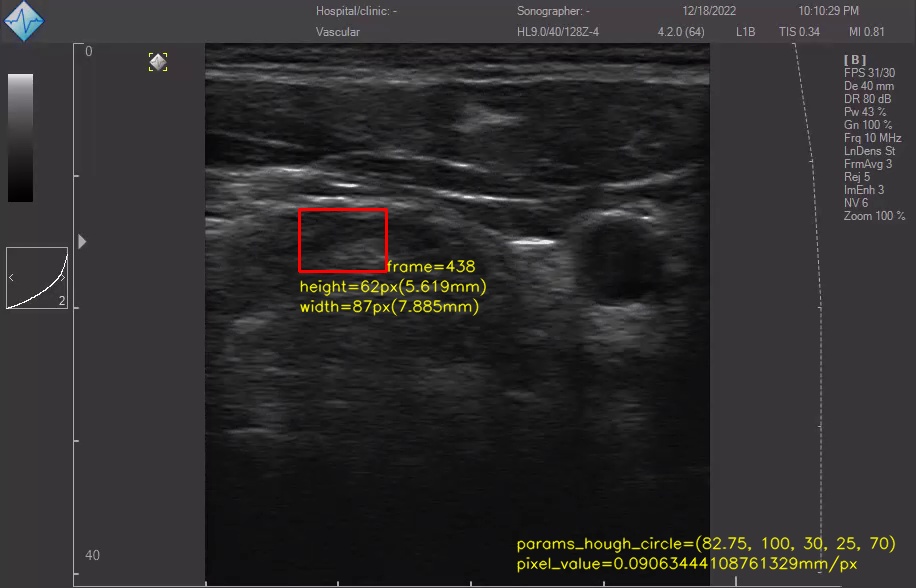 Hospital/clinic: - Sonographer: - 12/18/2022 10:10:29 PM
Vascular HL9.0/40/128Z-4 4.2.0 (64) L1B TIS 0.34 MI 0.81
0
[ B ]
FPS 31/30
De 40 mm
DR 80 dB
Pw 43 %
Gn 100 %
Frq 10 MHz
LnDens St
FrmAvg 3
Rej 5
ImEnh 3
NV 6
Zoom 100 %
frame=438
height=62px(5.619mm)
width=87px(7.885mm)
2
params_hough_circle=(82.75, 100, 30, 25, 70)
40
pixel_value=0.09063444108761329mm/px